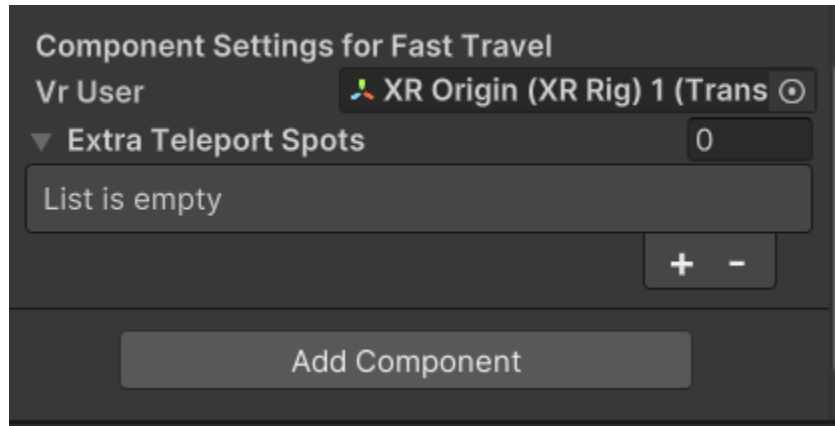 Component Settings for Fast Travel
Vr User XR Origin (XR Rig) 1 (Trans
Extra Teleport Spots 0
List is empty
+ -
Add Component